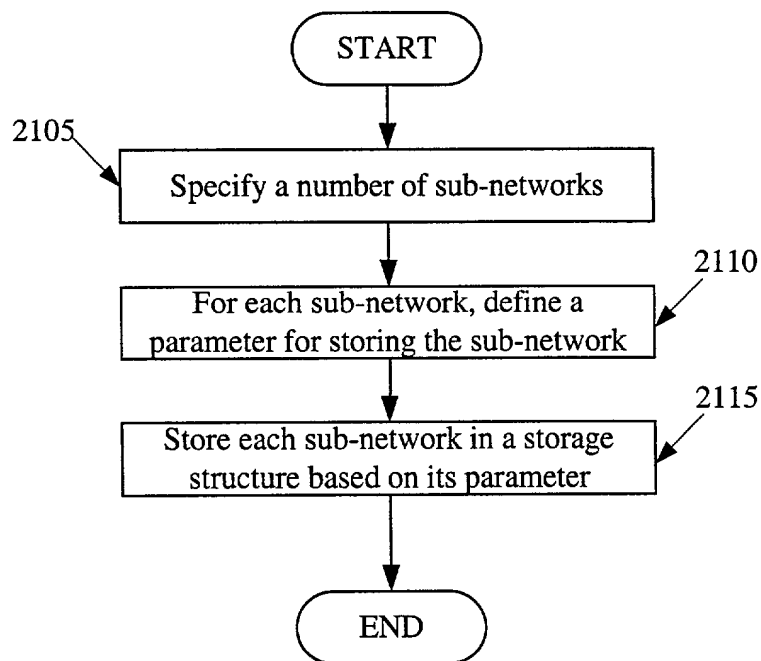 START
2105
Specify a number of sub-networks
2110
For each sub-network, define a
parameter for storing the sub-network
2115
Store each sub-network in a storage
structure based on its parameter
END